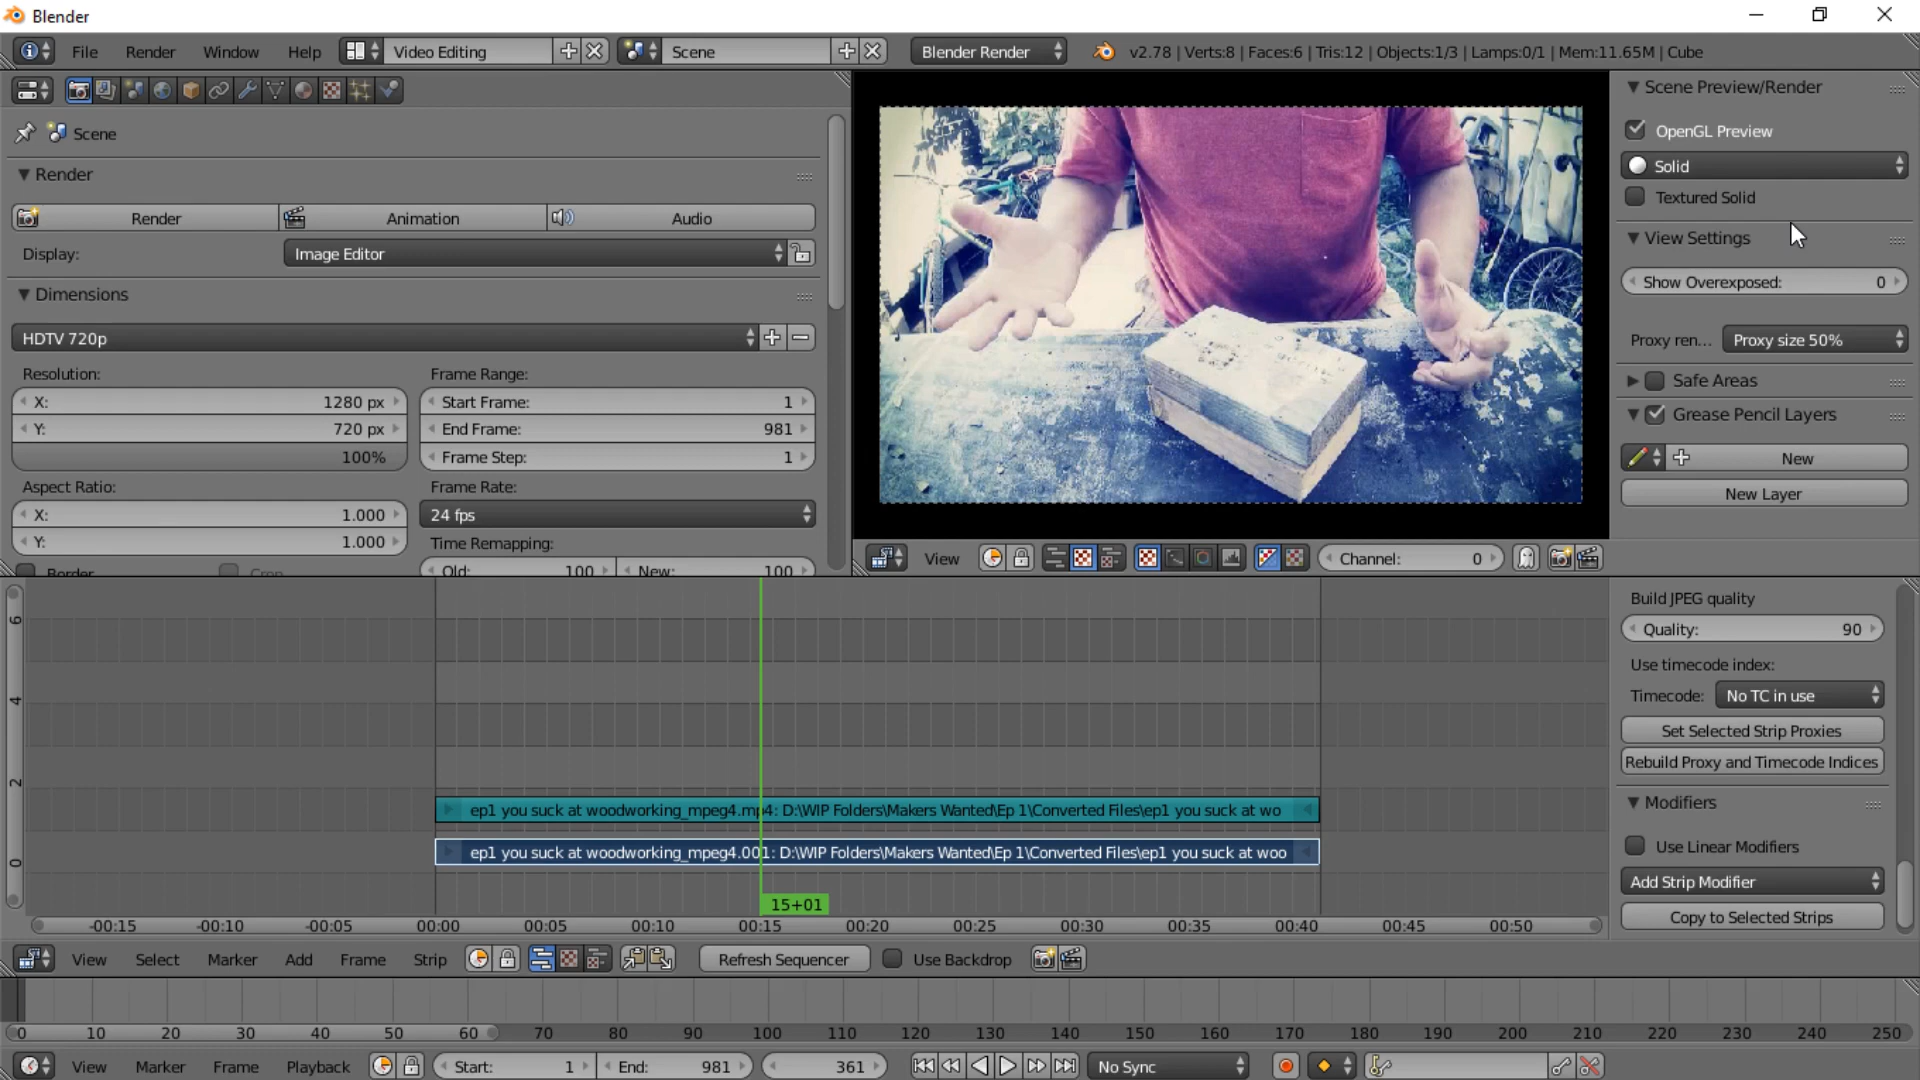 Blender
File Render Window Help Video Editing Scene Blender Render v2.78 | Verts:8 | Faces:6 | Tris:12 | Objects:1/3 | Lamps:0/1 | Mem:11.65M | Cube
Scene
Render
Render Animation Audio
Display: Image Editor
Dimensions
HDTV 720p
Resolution: Frame Range:
X: 1280 px Start Frame: 1
Y: 720 px End Frame: 981
100% Frame Step: 1
Aspect Ratio: Frame Rate:
X: 1.000 24 fps
Y: 1.000 Time Remapping:
Border Crop Old: 100 New: 100
Scene Preview/Render
OpenGL Preview
Solid
Textured Solid
View Settings
Show Overexposed: 0
Proxy ren... Proxy size 50%
Safe Areas
Grease Pencil Layers
New
New Layer
View Channel: 0
6
4
2
0
ep1 you suck at woodworking_mpeg4.mp4: D:\WIP Folders\Makers Wanted\Ep 1\Converted Files\ep1 you suck at wo
ep1 you suck at woodworking_mpeg4.001: D:\WIP Folders\Makers Wanted\Ep 1\Converted Files\ep1 you suck at woo
15+01
-00:15 -00:10 -00:05 00:00 00:05 00:10 00:15 00:20 00:25 00:30 00:35 00:40 00:45 00:50
View Select Marker Add Frame Strip Refresh Sequencer Use Backdrop
Build JPEG quality
Quality: 90
Use timecode index:
Timecode: No TC in use
Set Selected Strip Proxies
Rebuild Proxy and Timecode Indices
Modifiers
Use Linear Modifiers
Add Strip Modifier
Copy to Selected Strips
0 10 20 30 40 50 60 70 80 90 100 110 120 130 140 150 160 170 180 190 200 210 220 230 240 250
View Marker Frame Playback Start: 1 End: 981 361 No Sync